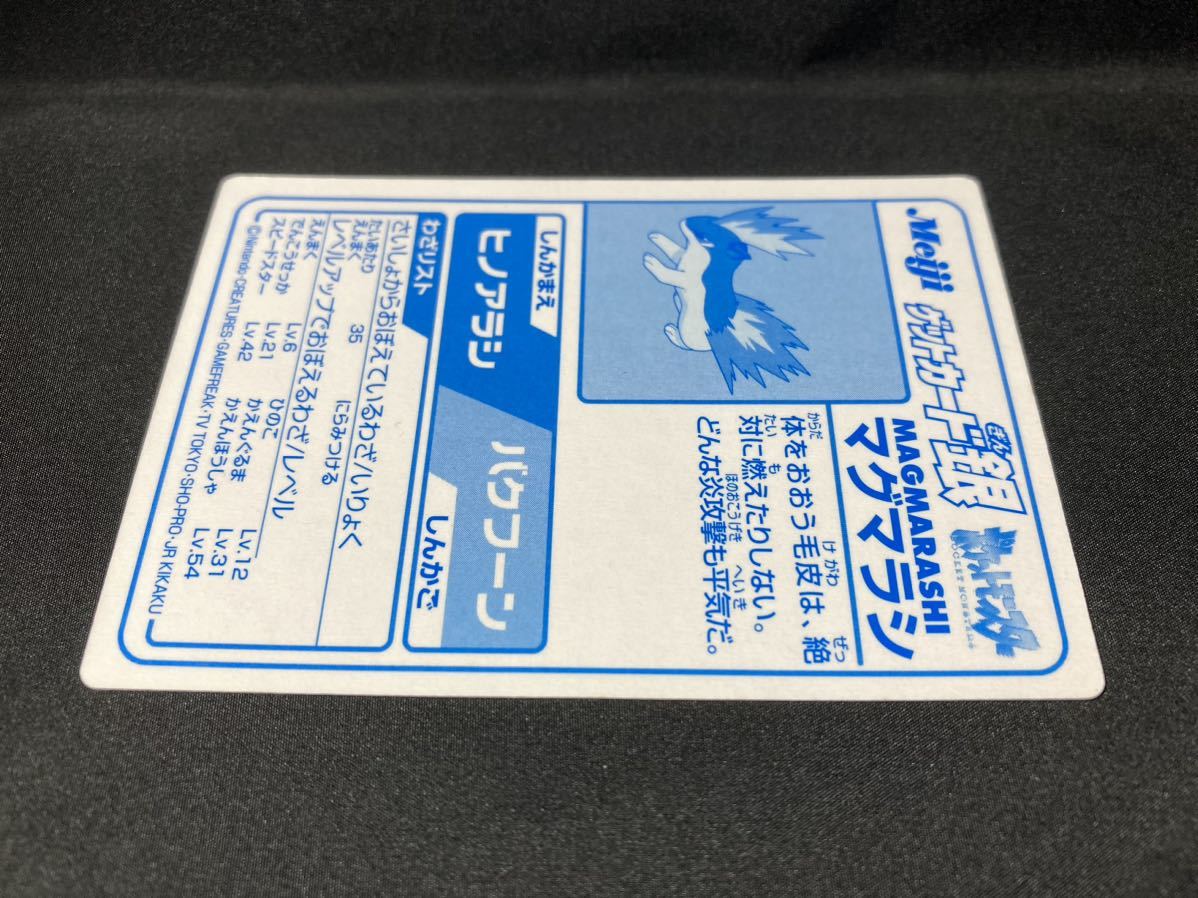 Meiji ゲットカード 金銀
ポケットモンスター
POCKET MONSTERS
MAGMARASHI
マグマラシ
体をおおう毛皮は、絶
対に燃えたりしない。
どんな炎攻撃も平気だ。
しんかまえ
ヒノアラシ
バクフーン
しんかご
わざリスト
さいしょからおぼえているわざ/いりょく
たいあたり 35 にらみつける
えんまく
レベルアップでおぼえるわざ/レベル
えんまく Lv.6 ひのこ Lv.12
でんこうせっか Lv.21 かえんぐるま Lv.31
スピードスター Lv.42 かえんほうしゃ Lv.54
©Nintendo・CREATURES・GAMEFREAK・TV TOKYO・SHO-PRO・JR KIKAKU